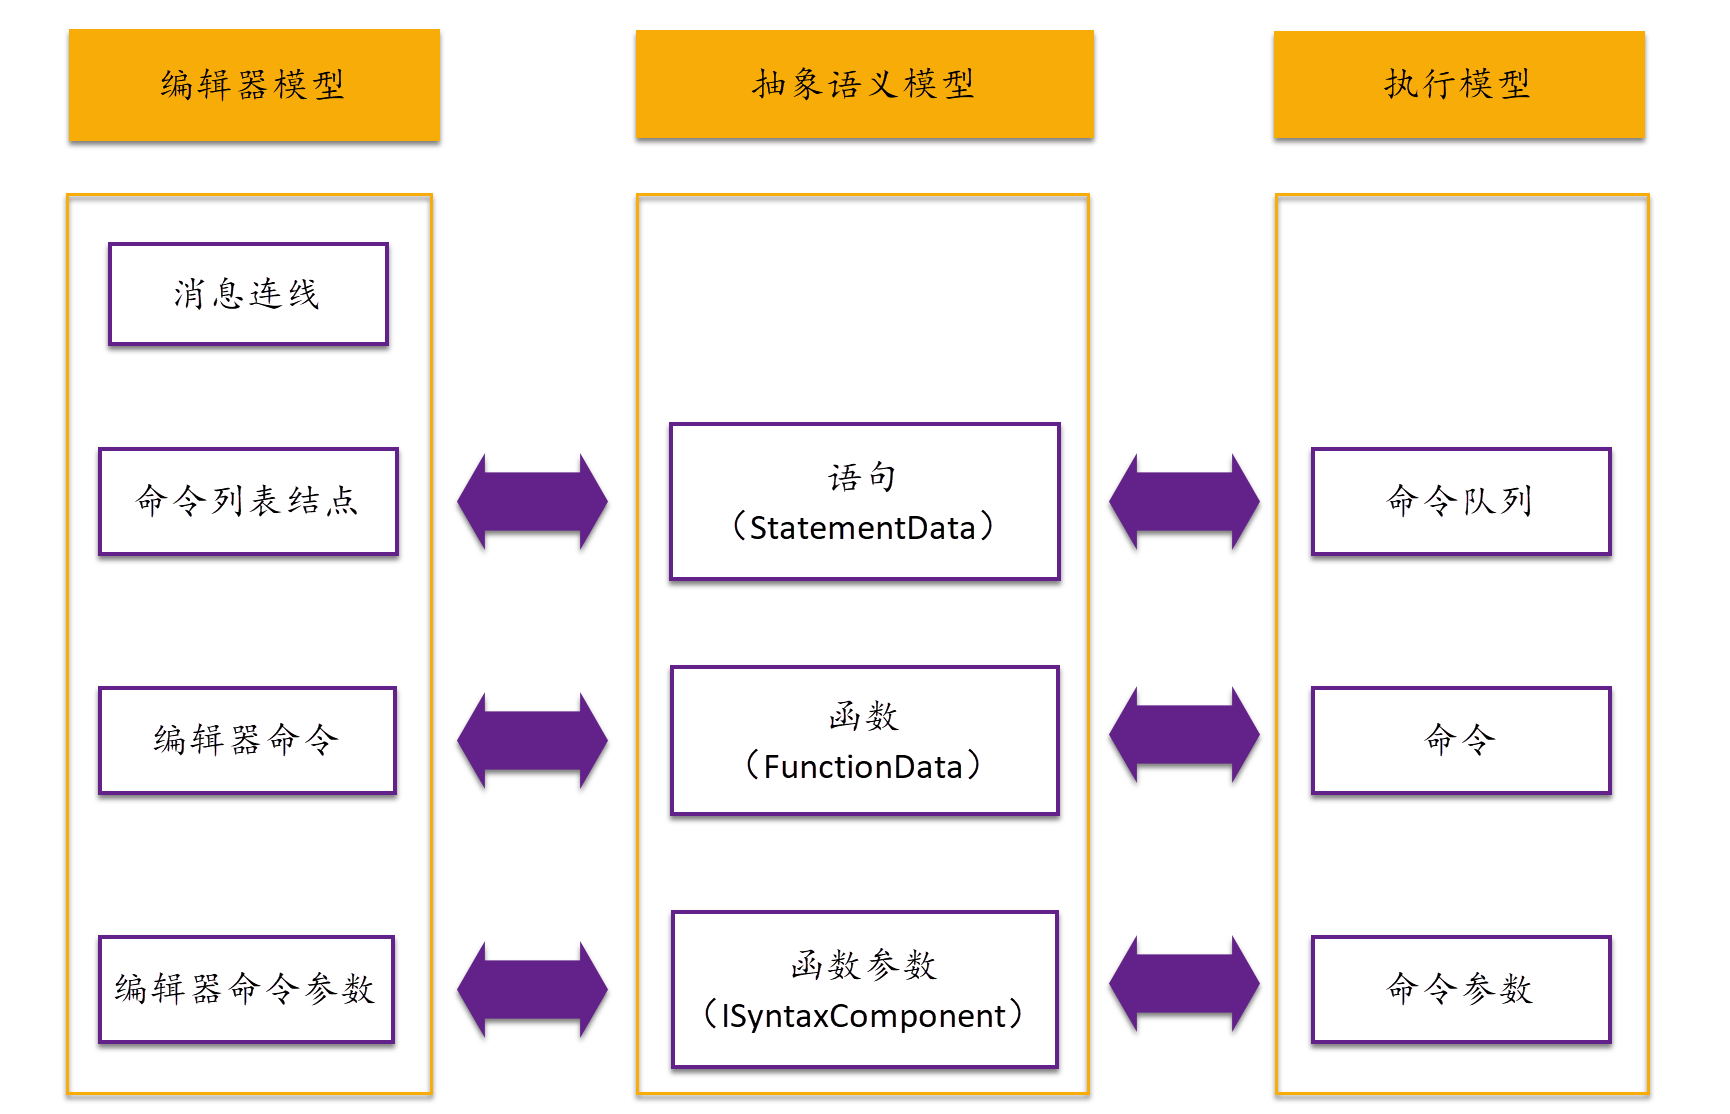 编辑器模型
抽象语义模型
执行模型
消息连线
命令列表结点
语句
（StatementData）
命令队列
编辑器命令
函数
（FunctionData）
命令
编辑器命令参数
函数参数
（ISyntaxComponent）
命令参数